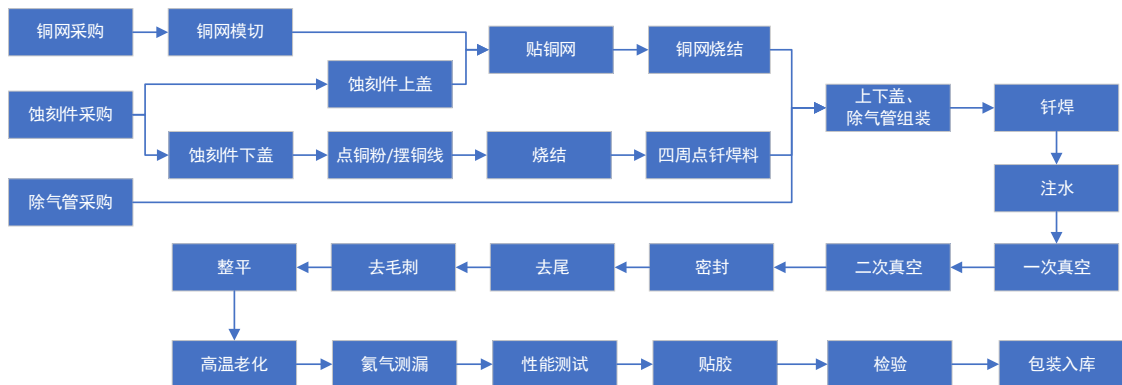 铜网采购
铜网模切
贴铜网
铜网烧结
蚀刻件采购
蚀刻件上盖
上下盖、
除气管组装
钎焊
蚀刻件下盖
点铜粉/摆铜线
烧结
四周点钎焊料
除气管采购
注水
整平
去毛刺
去尾
密封
二次真空
一次真空
高温老化
氦气测漏
性能测试
贴胶
检验
包装入库